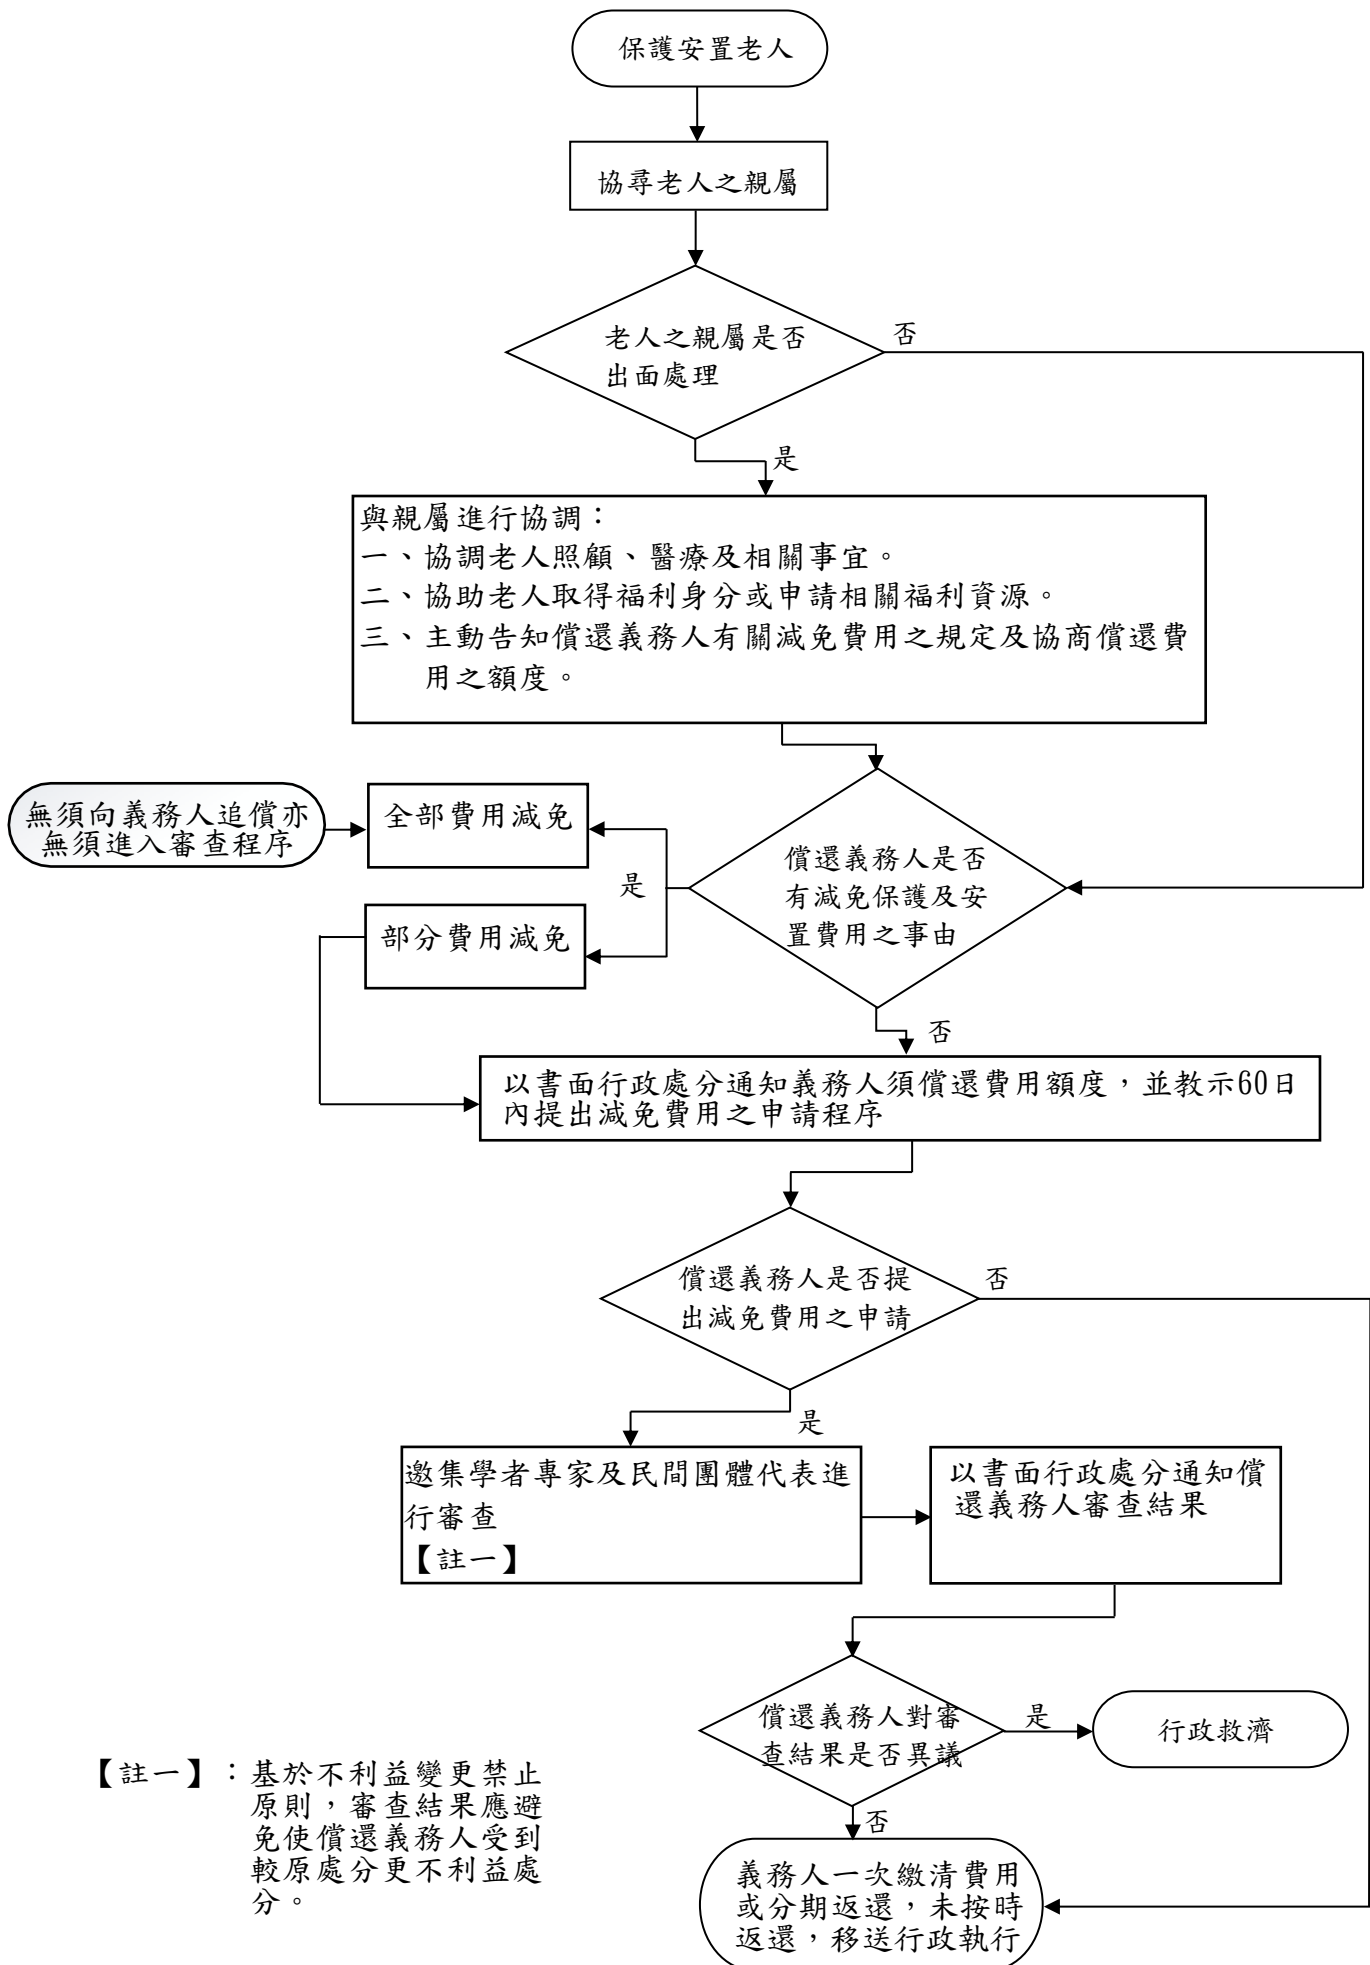 保護安置老人
協尋老人之親屬
老人之親屬是否
出面處理
否
是
與親屬進行協調：
一、協調老人照顧、醫療及相關事宜。
二、協助老人取得福利身分或申請相關福利資源。
三、主動告知償還義務人有關減免費用之規定及協商償還費
用之額度。
無須向義務人追償亦
無須進入審查程序
全部費用減免
部分費用減免
是
償還義務人是否
有減免保護及安
置費用之事由
否
以書面行政處分通知義務人須償還費用額度，並教示60日
內提出減免費用之申請程序
償還義務人是否提
出減免費用之申請
否
是
邀集學者專家及民間團體代表進
行審查
【註一】
以書面行政處分通知償
還義務人審查結果
償還義務人對審
查結果是否異議
是
行政救濟
否
義務人一次繳清費用
或分期返還，未按時
返還，移送行政執行
【註一】：基於不利益變更禁止
原則，審查結果應避
免使償還義務人受到
較原處分更不利益處
分。